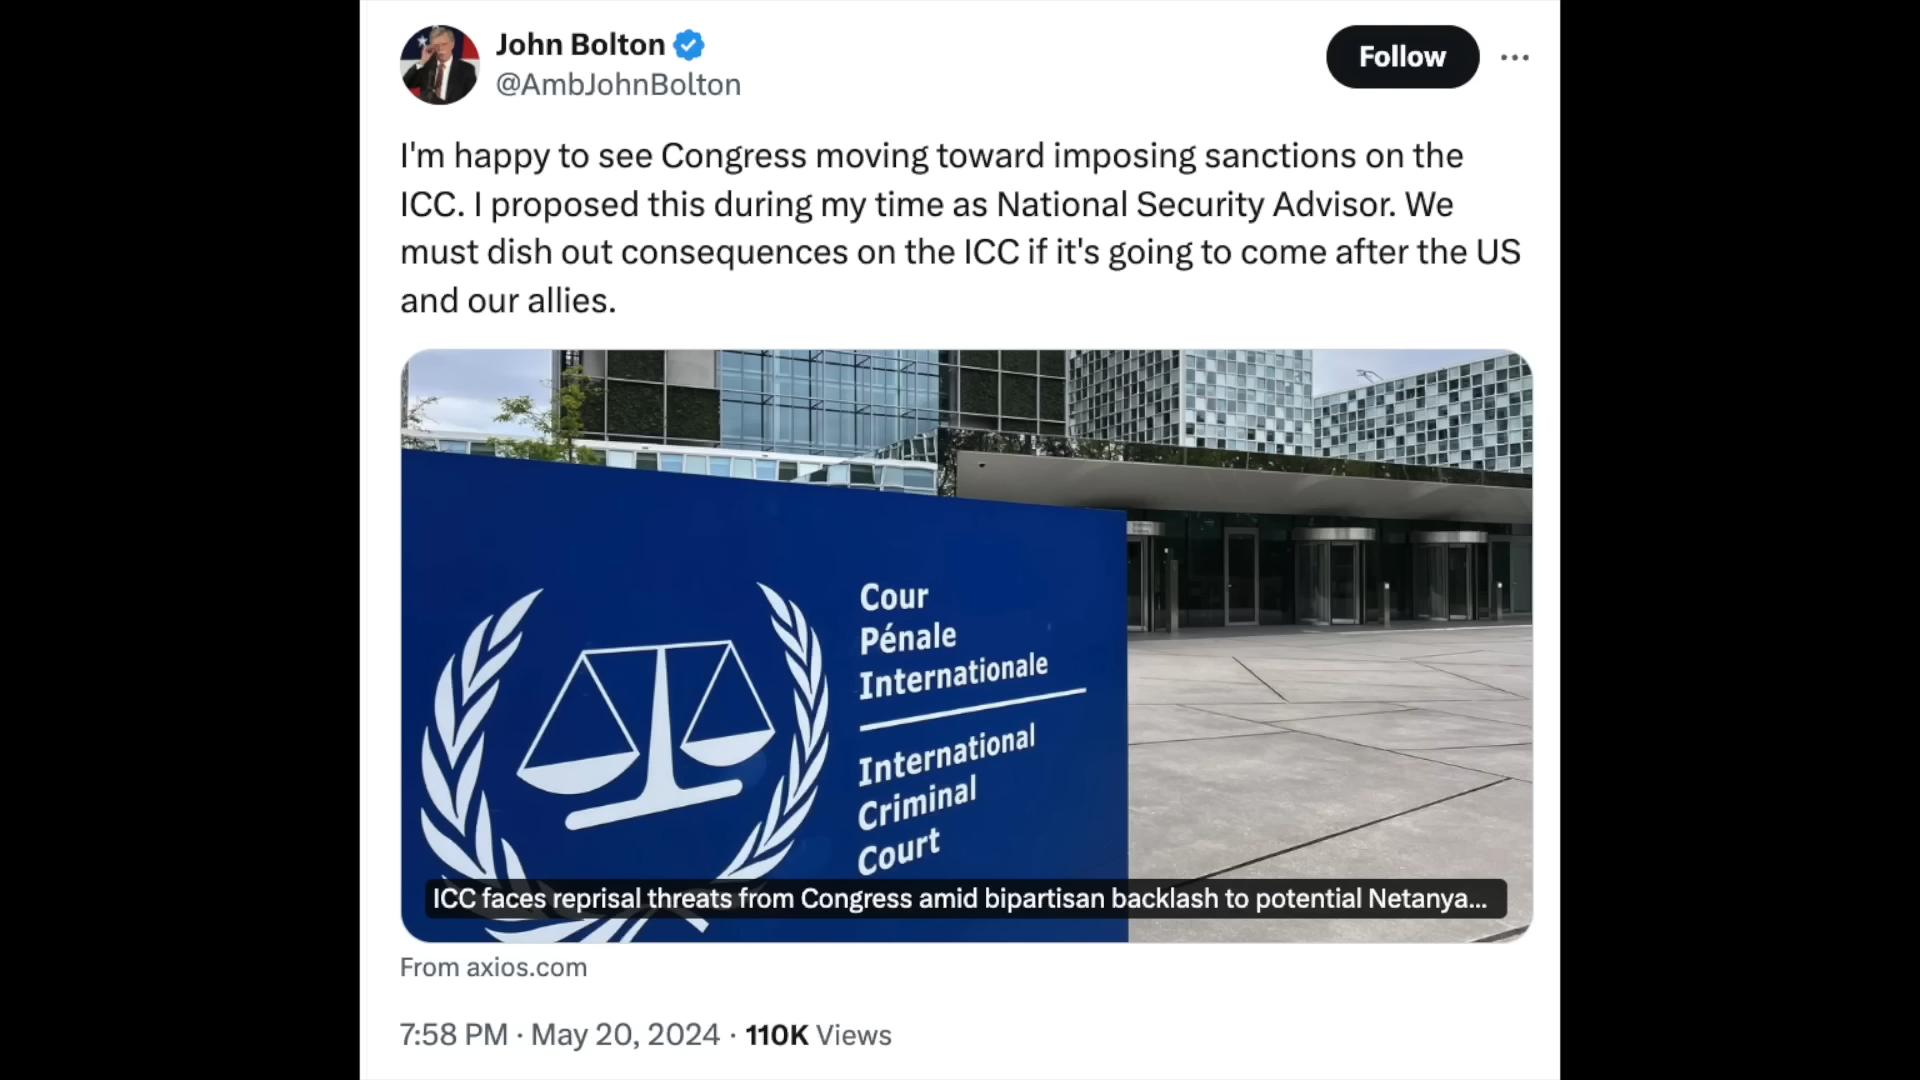 John Bolton
@AmbJohnBolton
Follow
I'm happy to see Congress moving toward imposing sanctions on the
ICC. I proposed this during my time as National Security Advisor. We
must dish out consequences on the ICC if it's going to come after the US
and our allies.
Cour
Pénale
Internationale
International
Criminal
Court
ICC faces reprisal threats from Congress amid bipartisan backlash to potential Netanya...
From axios.com
7:58 PM · May 20, 2024 · 110K Views